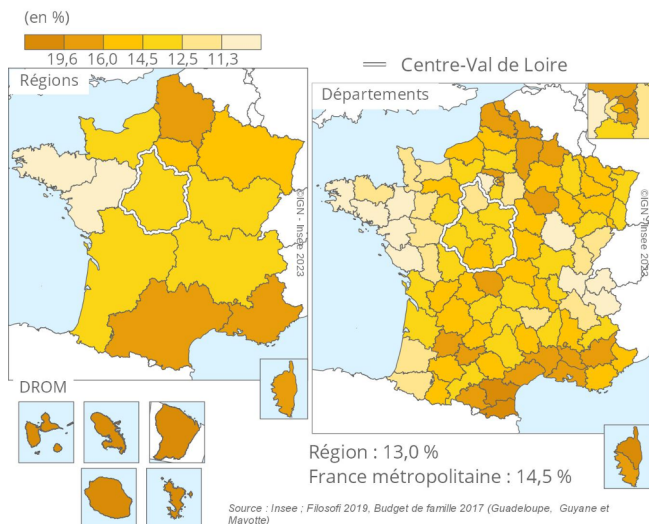 (en %)
19,6 16,0 14,5 12,5 11,3
Centre-Val de Loire
Régions
Départements
©IGN - Insee 2023
©IGN - Insee 2023
DROM
Région : 13,0 %
France métropolitaine : 14,5 %
Source : Insee ; Filosofi 2019, Budget de famille 2017 (Guadeloupe, Guyane et
Mayotte)